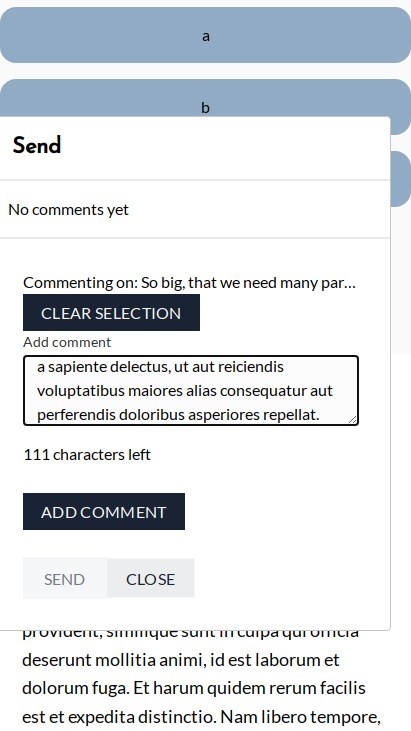 a
b
Send
No comments yet
Commenting on: So big, that we need many par...
CLEAR SELECTION
Add comment
a sapiente delectus, ut aut reiciendis
voluptatibus maiores alias consequatur aut
perferendis doloribus asperiores repellat.
111 characters left
ADD COMMENT
SEND
CLOSE
provident, similique sunt in culpa qui officia
deserunt mollitia animi, id est laborum et
dolorum fuga. Et harum quidem rerum facilis
est et expedita distinctio. Nam libero tempore,